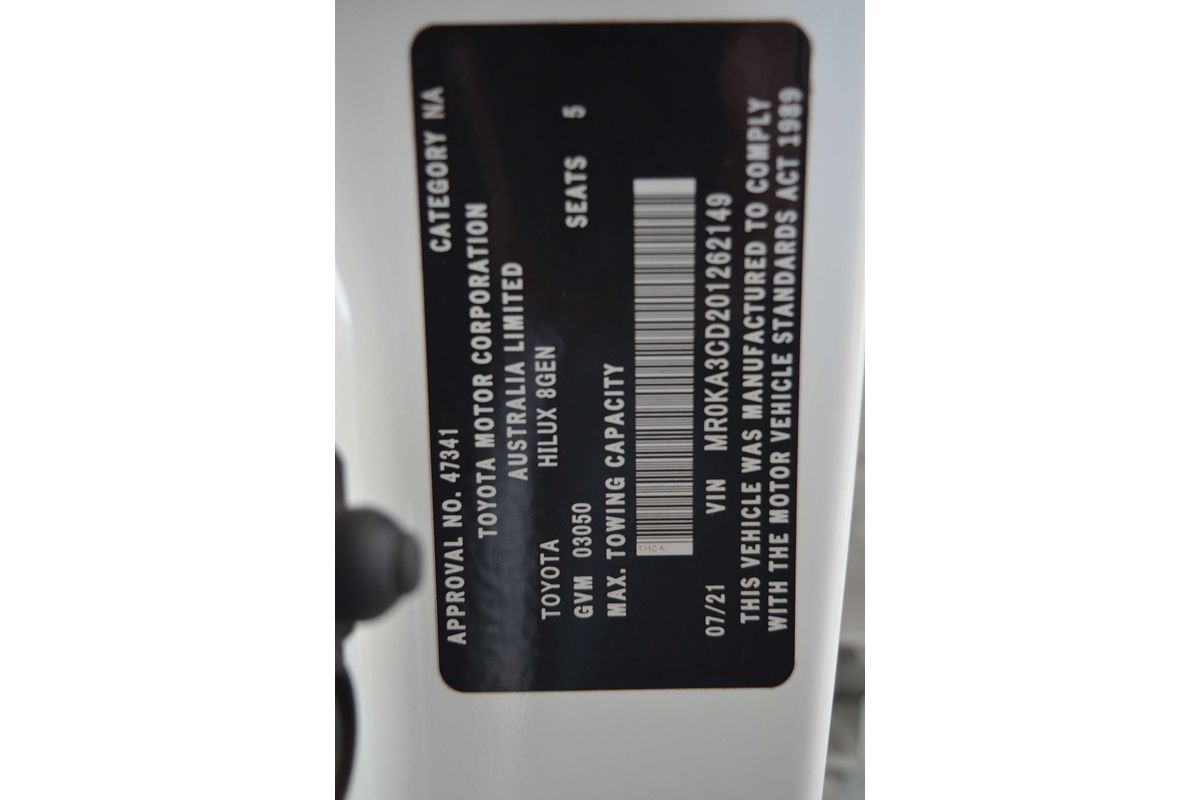 APPROVAL NO. 47341 CATEGORY NA
TOYOTA MOTOR CORPORATION
AUSTRALIA LIMITED
TOYOTA HILUX 8GEN
GVM 03050 SEATS 5
MAX. TOWING CAPACITY
TMCA
07/21 VIN MR0KA3CD201262149
THIS VEHICLE WAS MANUFACTURED TO COMPLY
WITH THE MOTOR VEHICLE STANDARDS ACT 1989